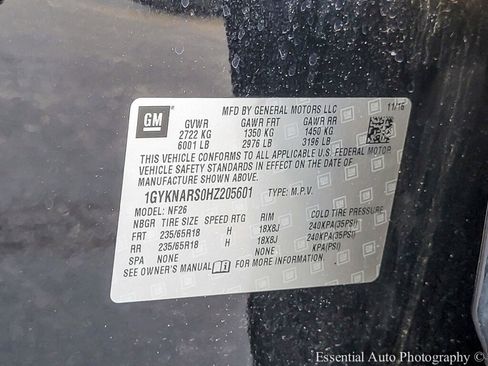 GM
MFD BY GENERAL MOTORS LLC 11/16
GVWR GAWR FRT GAWR RR
2722 KG 1350 KG 1450 KG
6001 LB 2976 LB 3196 LB
THIS VEHICLE CONFORMS TO ALL APPLICABLE U.S. FEDERAL MOTOR
VEHICLE SAFETY STANDARDS IN EFFECT ON THE DATE OF
MANUFACTURE SHOWN ABOVE.
1GYKNARS0HZ205601 TYPE: M.P.V.
MODEL: NF26
NBGR TIRE SIZE SPEED RTG RIM COLD TIRE PRESSURE
FRT 235/65R18 H 18X8J 240KPA(35PSI)
RR 235/65R18 H 18X8J 240KPA(35PSI)
SPA NONE NONE KPA(PSI)
SEE OWNER'S MANUAL FOR MORE INFORMATION.
Essential Auto Photography ©